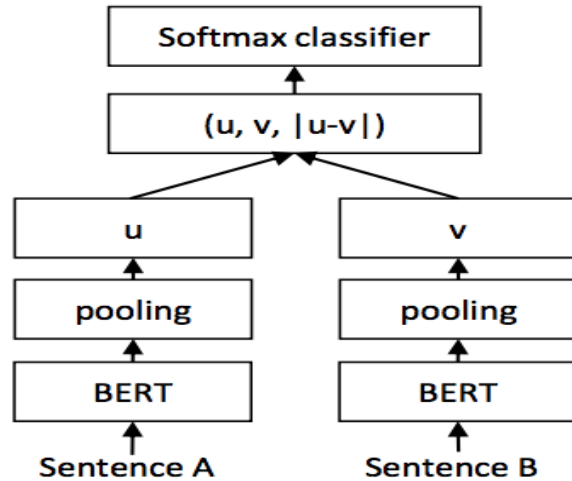 Softmax classifier
(u, v, |u-v|)
u
v
pooling
pooling
BERT
BERT
Sentence A
Sentence B